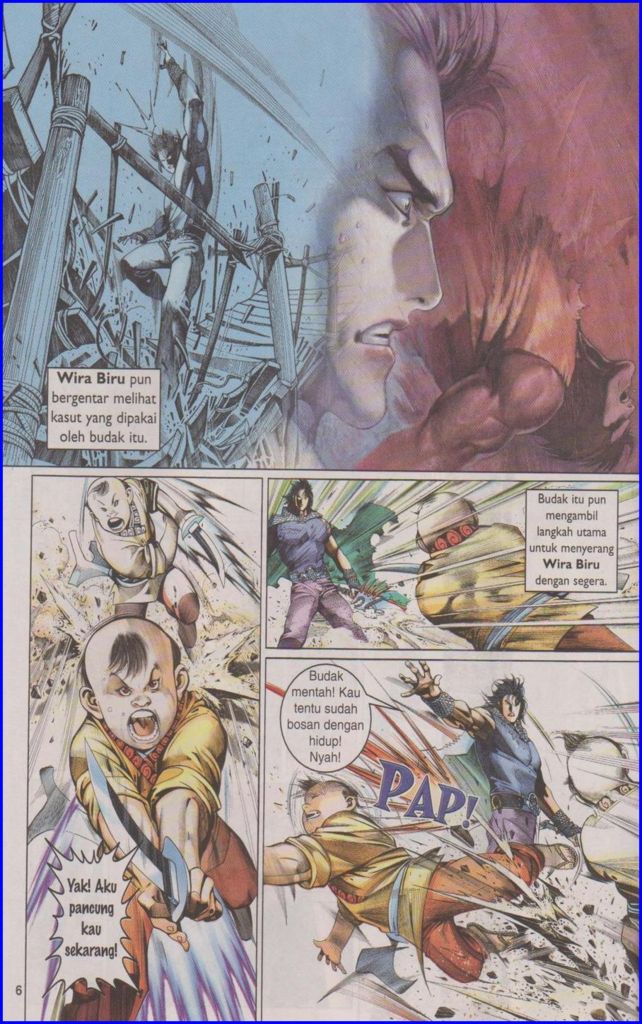 Wira Biru pun
bergentar melihat
kasut yang dipakai
oleh budak itu.
Budak itu pun
mengambil
langkah utama
untuk menyerang
Wira Biru
dengan segera.
Yak! Aku
pancung
kau
sekarang!
Budak
mentah! Kau
tentu sudah
bosan dengan
hidup!
Nyah!
PAP!
6